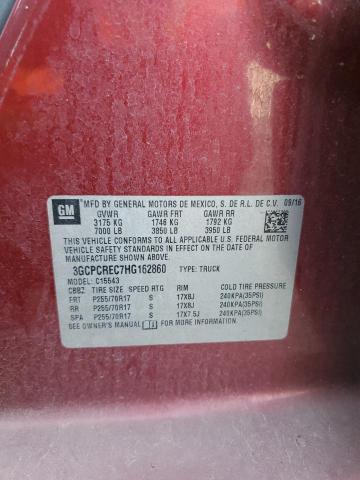 GM
MFD BY GENERAL MOTORS DE MEXICO, S. DE R.L. DE C.V. 09/16
GVWR GAWR FRT GAWR RR
3175 KG 1746 KG 1792 KG
7000 LB 3850 LB 3950 LB
THIS VEHICLE CONFORMS TO ALL APPLICABLE U.S. FEDERAL
MOTOR VEHICLE SAFETY STANDARDS IN EFFECT ON THE DATE OF
MANUFACTURE SHOWN ABOVE.
3GCPCREC7HG162860 TYPE: TRUCK
MODEL: C15543
CBBZ TIRE SIZE SPEED RTG RIM COLD TIRE PRESSURE
FRT P255/70R17 S 17X8J 240KPA(35PSI)
RR P255/70R17 S 17X8J 240KPA(35PSI)
SPA P255/70R17 S 17X7.5J 240KPA(35PSI)
SEE OWNER'S MANUAL FOR MORE INFORMATION.